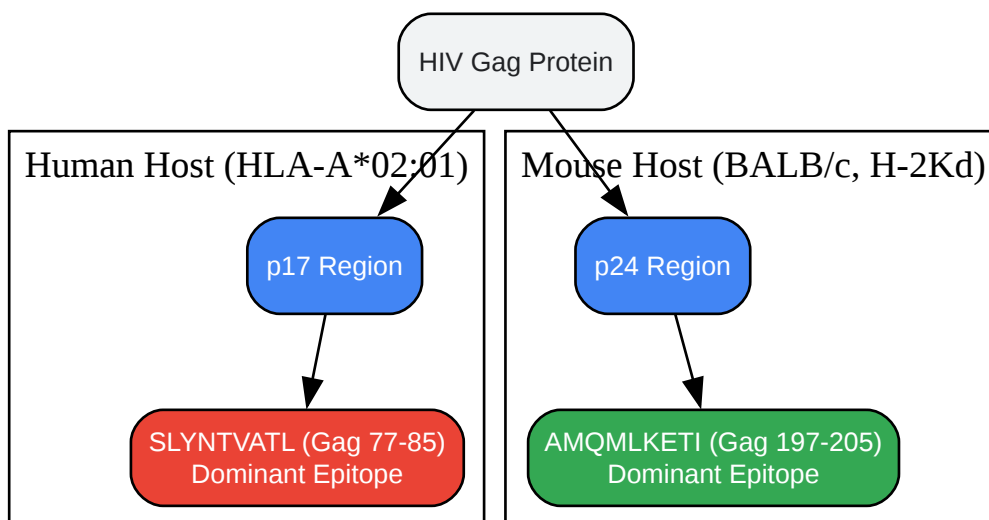 HIV Gag Protein
Human Host (HLA-A*02:01)
Mouse Host (BALB/c, H-2Kd)
p17 Region
p24 Region
SLYNTVATL (Gag 77-85)
Dominant Epitope
AMQMLKETI (Gag 197-205)
Dominant Epitope